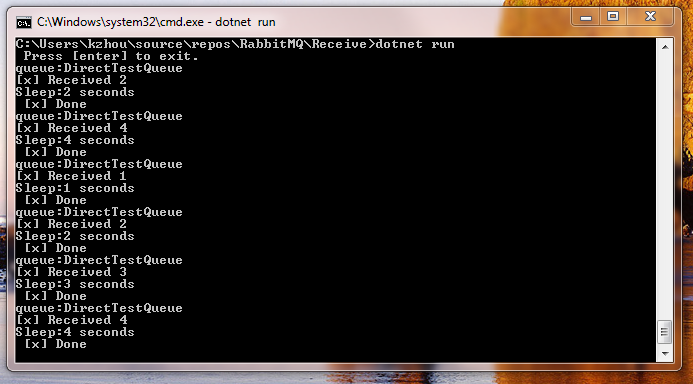 C:\Windows\system32\cmd.exe - dotnet run
C:\Users\kzhou\source\repos\RabbitMQ\Receive>dotnet run
 Press [enter] to exit.
queue:DirectTestQueue
[x] Received 2
Sleep:2 seconds
 [x] Done
queue:DirectTestQueue
[x] Received 4
Sleep:4 seconds
 [x] Done
queue:DirectTestQueue
[x] Received 1
Sleep:1 seconds
 [x] Done
queue:DirectTestQueue
[x] Received 2
Sleep:2 seconds
 [x] Done
queue:DirectTestQueue
[x] Received 3
Sleep:3 seconds
 [x] Done
queue:DirectTestQueue
[x] Received 4
Sleep:4 seconds
 [x] Done